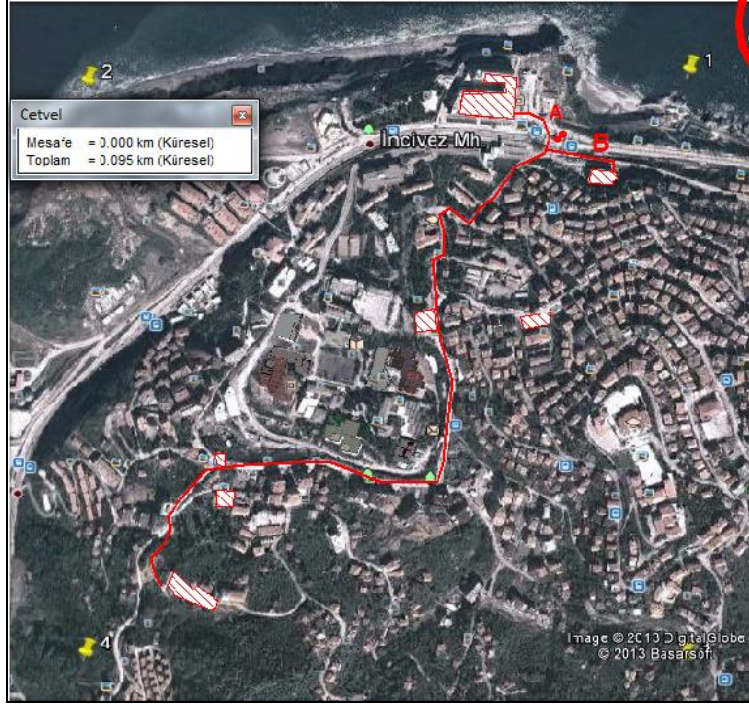 2
1
Cetvel
Mesafe = 0.000 km (Küresel)
Toplam = 0.095 km (Küresel)
A
İncivez Mh
B
4
Image © 2013 DigitalGlobe
© 2013 Basarsoft